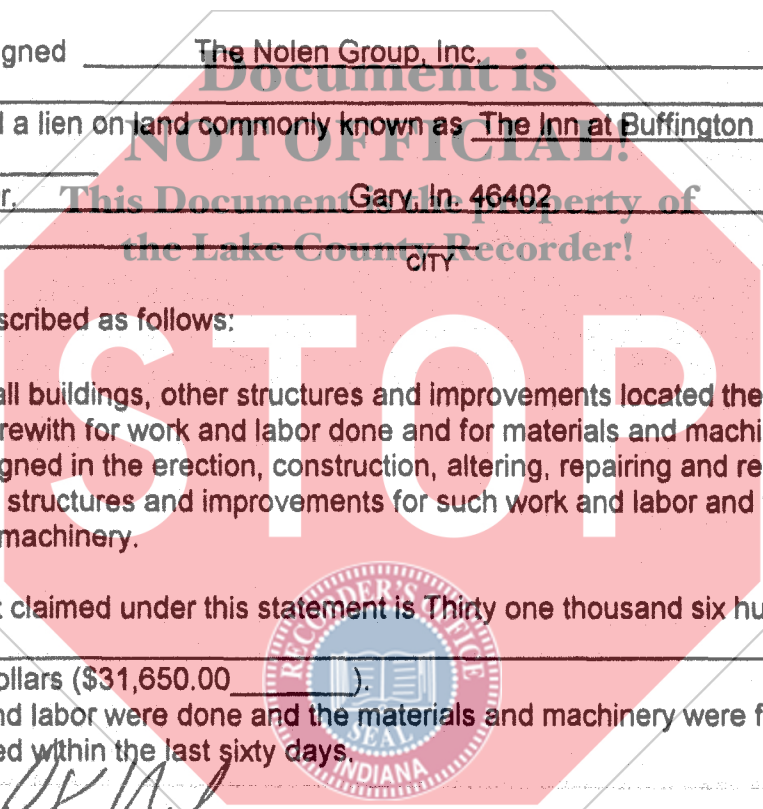 gned The Nolen Group, Inc.
Document is
a lien on land commonly known as The Inn at Buffington
NOT OFFICIAL!
r. Gary, In. 46402
This Document is the property of
the Lake County Recorder!
CITY
scribed as follows:
STOP
all buildings, other structures and improvements located the
rewith for work and labor done and for materials and machi
gned in the erection, construction, altering, repairing and re
structures and improvements for such work and labor and
machinery.
claimed under this statement is Thirty one thousand six hu
RECORDER'S OFFICE
ollars ($31,650.00 ).
nd labor were done and the materials and machinery were f
SEAL
ed within the last sixty days.
INDIANA